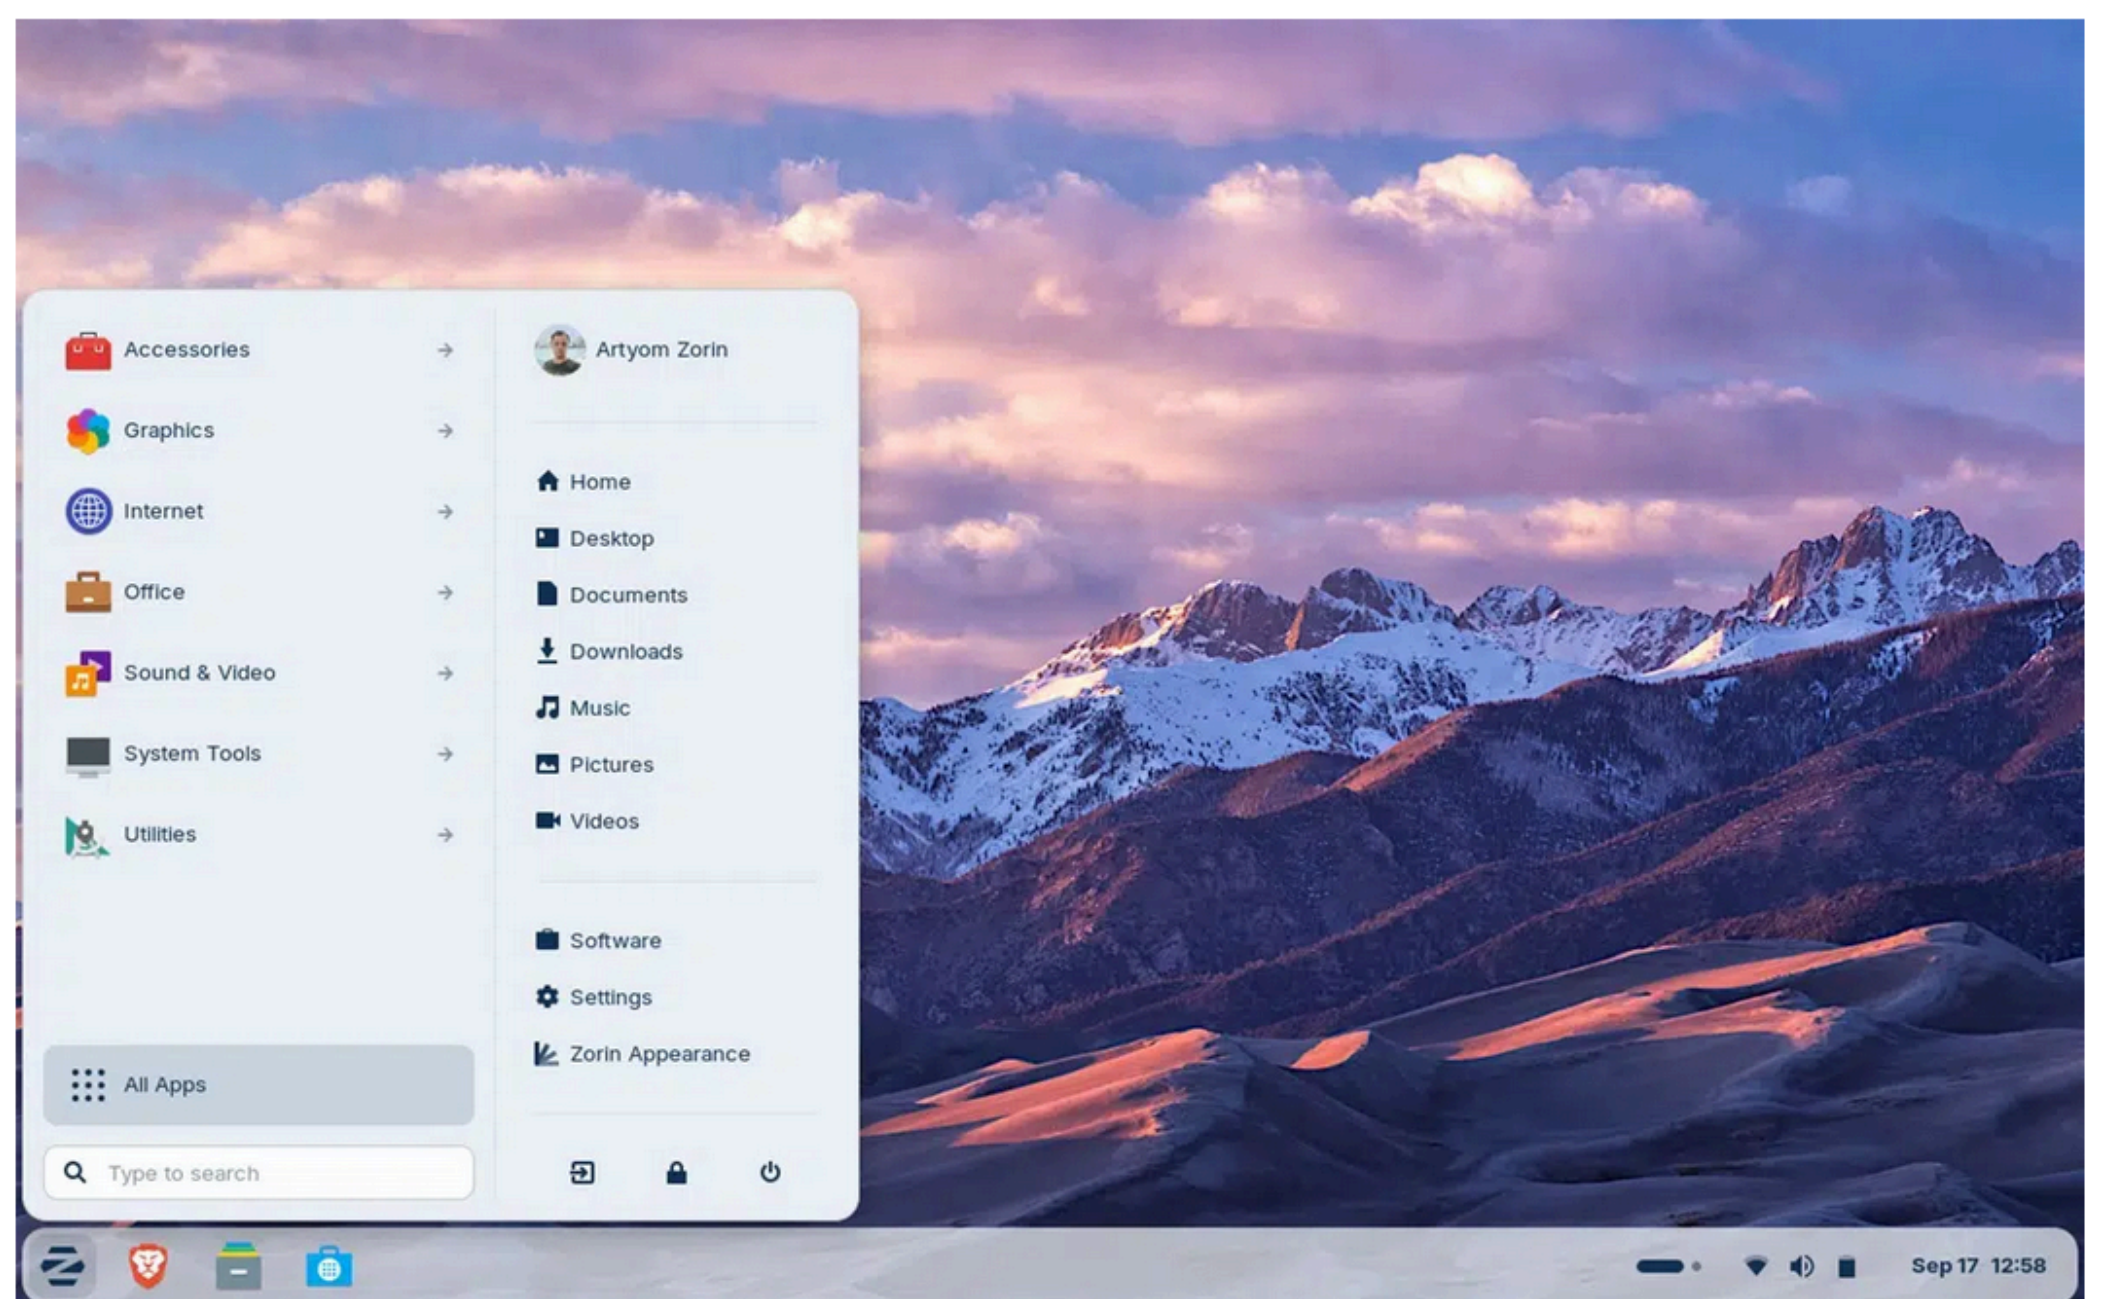 Accessories
Graphics
Internet
Office
Sound & Video
System Tools
Utilities
All Apps
Type to search
Artyom Zorin
Home
Desktop
Documents
Downloads
Music
Pictures
Videos
Software
Settings
Zorin Appearance
Sep 17 12:58